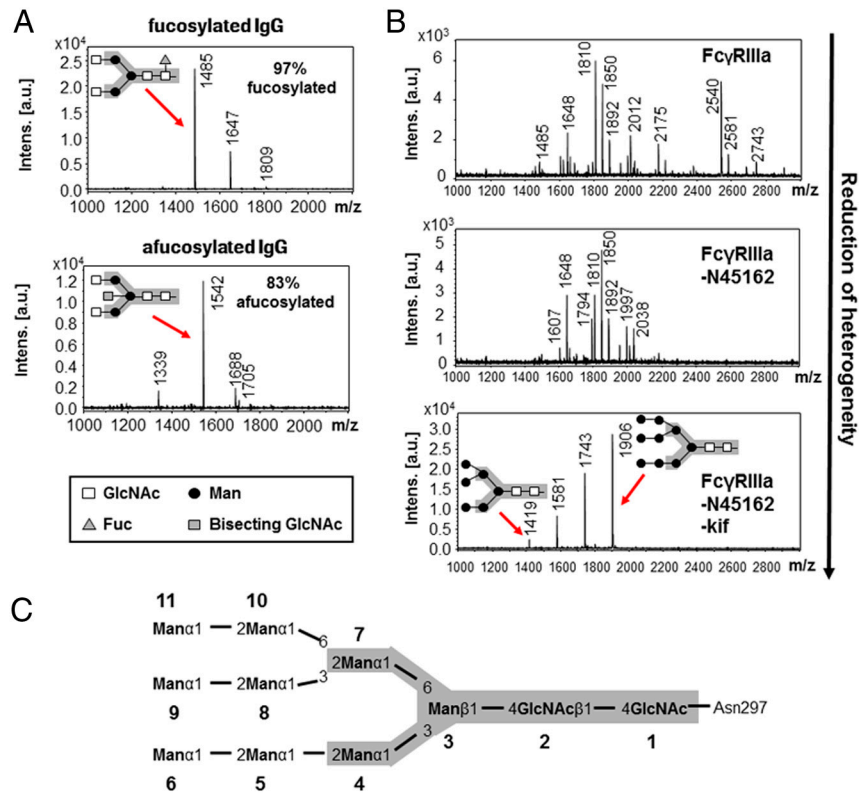 A
fucosylated IgG
x10⁴
Intens. [a.u.]
2.5
2.0
1.5
1.0
0.5
0.0
1485
1647
1809
97%
fucosylated
1000 1200 1400 1600 1800 2000 m/z
afucosylated IgG
x10⁴
Intens. [a.u.]
1.2
1.0
0.8
0.6
0.4
0.2
0.0
1339
1542
1688
1705
83%
afucosylated
1000 1200 1400 1600 1800 2000 m/z
GlcNAc Man
Fuc Bisecting GlcNAc
B
x10³
Intens. [a.u.]
6
4
2
0
1485
1648
1810
1850
1892
2012
2175
2540
2581
2743
FcγRIIIa
1000 1200 1400 1600 1800 2000 2200 2400 2600 2800 m/z
x10³
Intens. [a.u.]
5
4
3
2
1
0
1607
1648
1794
1810
1850
1892
1997
2038
FcγRIIIa
-N45162
1000 1200 1400 1600 1800 2000 2200 2400 2600 2800 m/z
x10⁴
Intens. [a.u.]
3.0
2.5
2.0
1.5
1.0
0.5
0.0
1419
1581
1743
1906
FcγRIIIa
-N45162
-kif
1000 1200 1400 1600 1800 2000 2200 2400 2600 2800 m/z
Reduction of heterogeneity
C
11 10
Manα1 2Manα1 6 7
2Manα1
Manα1 2Manα1 3 6
9 8
Manβ1 4GlcNAcβ1 4GlcNAc Asn297
3 3 2 1
Manα1 2Manα1 2Manα1
6 5 4